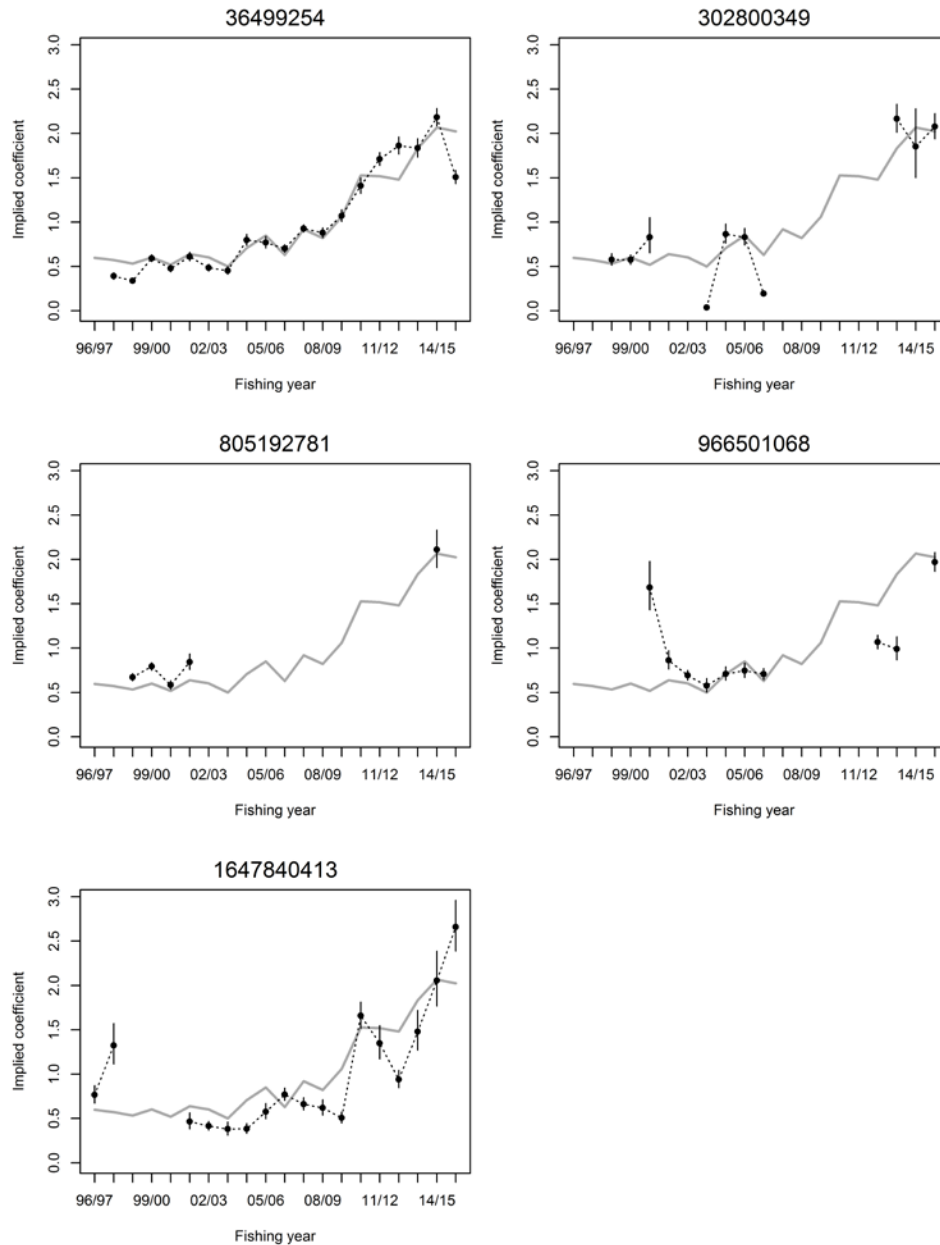 36499254 302800349
Implied coefficient 0.0 0.5 1.0 1.5 2.0 2.5 3.0 Implied coefficient 0.0 0.5 1.0 1.5 2.0 2.5 3.0
96/97 99/00 02/03 05/06 08/09 11/12 14/15 96/97 99/00 02/03 05/06 08/09 11/12 14/15
Fishing year Fishing year
805192781 966501068
Implied coefficient 0.0 0.5 1.0 1.5 2.0 2.5 3.0 Implied coefficient 0.0 0.5 1.0 1.5 2.0 2.5 3.0
96/97 99/00 02/03 05/06 08/09 11/12 14/15 96/97 99/00 02/03 05/06 08/09 11/12 14/15
Fishing year Fishing year
1647840413
Implied coefficient 0.0 0.5 1.0 1.5 2.0 2.5 3.0
96/97 99/00 02/03 05/06 08/09 11/12 14/15
Fishing year